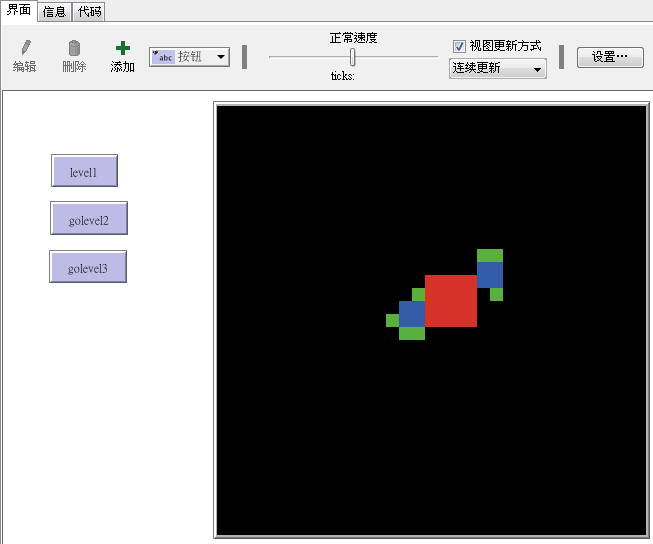 界面 信息 代码
正常速度
视图更新方式
编辑 删除 添加 abc 按钮 连续更新 设置…
ticks:
level1
golevel2
golevel3